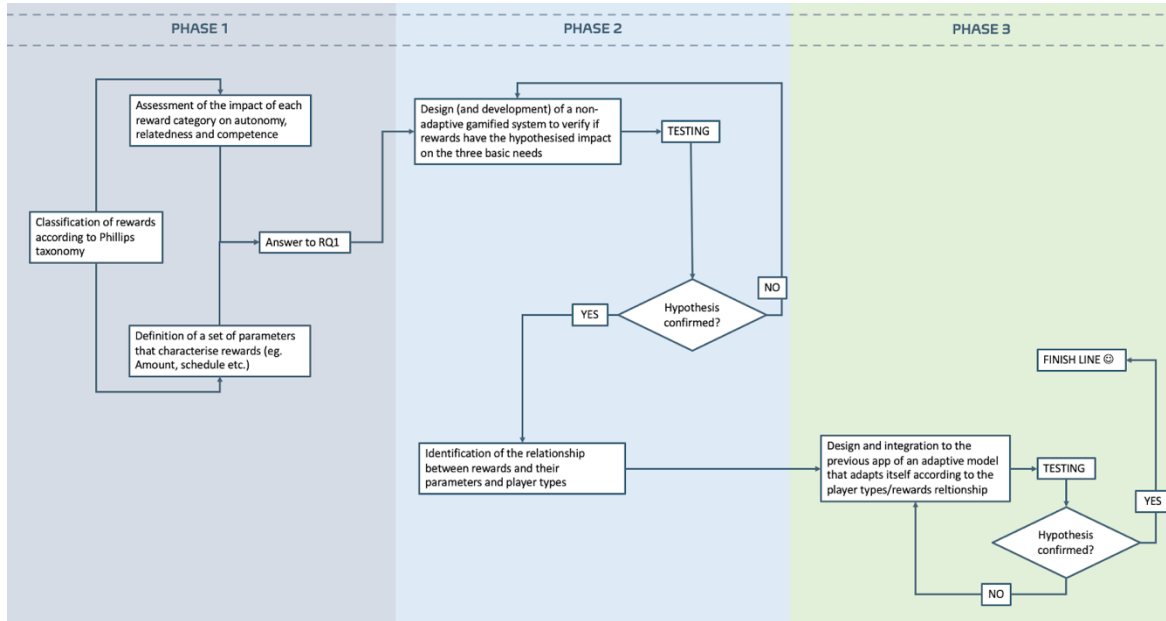 PHASE 1
Assessment of the impact of each
reward category on autonomy,
relatedness and competence
Classification of rewards
according to Phillips
taxonomy
Answer to RQ1
Definition of a set of parameters
that characterise rewards (eg.
Amount, schedule etc.)
PHASE 2
Design (and development) of a non-
adaptive gamified system to verify if
rewards have the hypothesised impact
on the three basic needs
TESTING
NO
YES
Hypothesis
confirmed?
Identification of the relationship
between rewards and their
parameters and player types
PHASE 3
FINISH LINE ☺
Design and integration to the
previous app of an adaptive model
that adapts itself according to the
player types/rewards reltionship
TESTING
YES
Hypothesis
confirmed?
NO